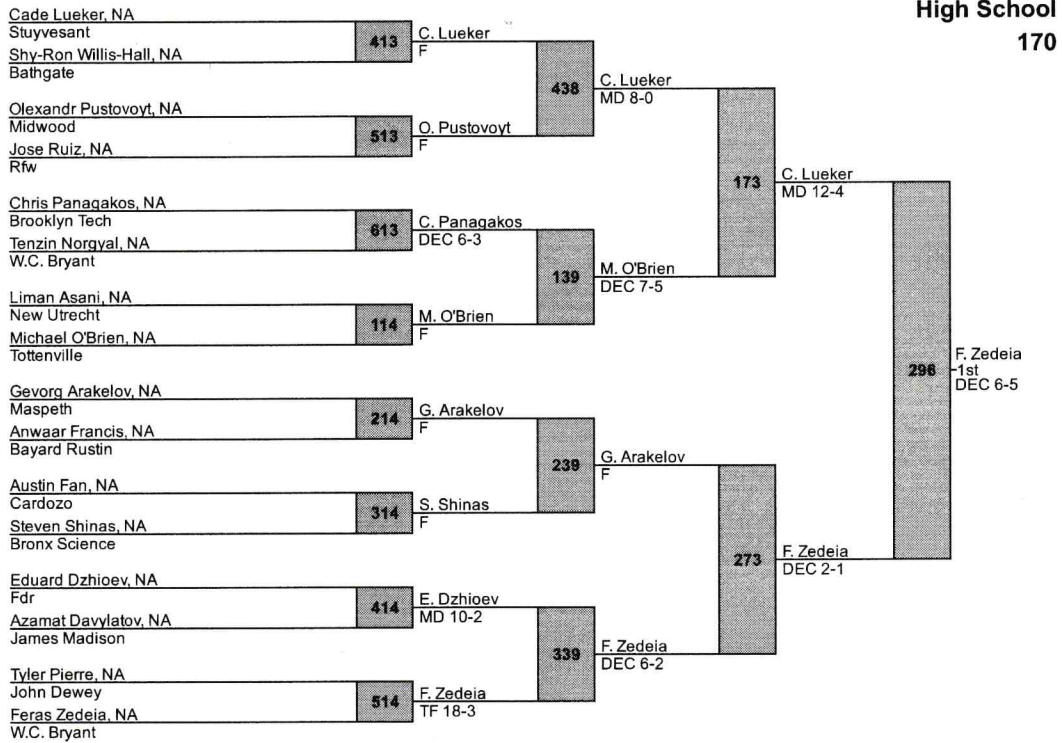 High School
170
Cade Lueker, NA
Stuyvesant
Shy-Ron Willis-Hall, NA
Bathgate
413
C. Lueker
F
Olexandr Pustovoyt, NA
Midwood
Jose Ruiz, NA
Rfw
513
O. Pustovoyt
F
438
C. Lueker
MD 8-0
Chris Panagakos, NA
Brooklyn Tech
Tenzin Norgyal, NA
W.C. Bryant
613
C. Panagakos
DEC 6-3
Liman Asani, NA
New Utrecht
Michael O'Brien, NA
Tottenville
114
M. O'Brien
F
139
M. O'Brien
DEC 7-5
173
C. Lueker
MD 12-4
Gevorg Arakelov, NA
Maspeth
Anwaar Francis, NA
Bayard Rustin
214
G. Arakelov
F
Austin Fan, NA
Cardozo
Steven Shinas, NA
Bronx Science
314
S. Shinas
F
239
G. Arakelov
F
Eduard Dzhioev, NA
Fdr
Azamat Davylatov, NA
James Madison
414
E. Dzhioev
MD 10-2
Tyler Pierre, NA
John Dewey
Feras Zedeia, NA
W.C. Bryant
514
F. Zedeia
TF 18-3
339
F. Zedeia
DEC 6-2
273
F. Zedeia
DEC 2-1
296
F. Zedeia
1st
DEC 6-5